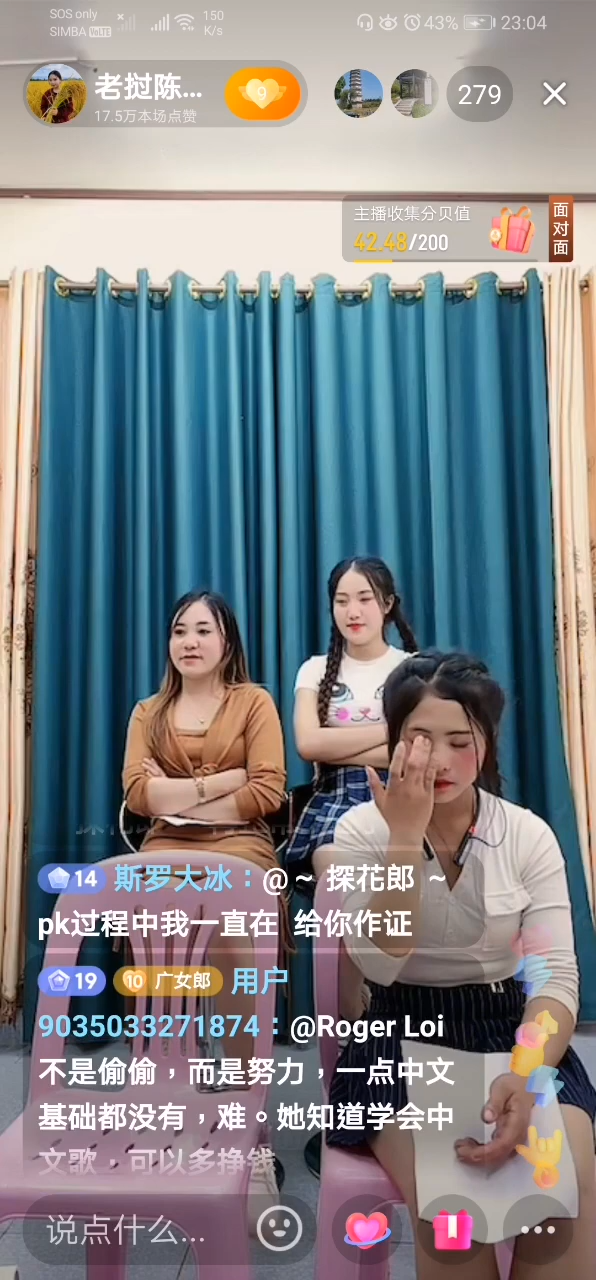 SOS only
SIMBA VoLTE
150
K/s
43%
23:04
老挝陈...
17.5万本场点赞
9
279
主播收集分贝值
42.48/200
面对面
14 斯罗大冰：@～ 探花郎 ～
pk过程中我一直在 给你作证
19 10 广女郎 用户
9035033271874：@Roger Loi
不是偷偷，而是努力，一点中文
基础都没有，难。她知道学会中
文歌，可以多挣钱
说点什么...